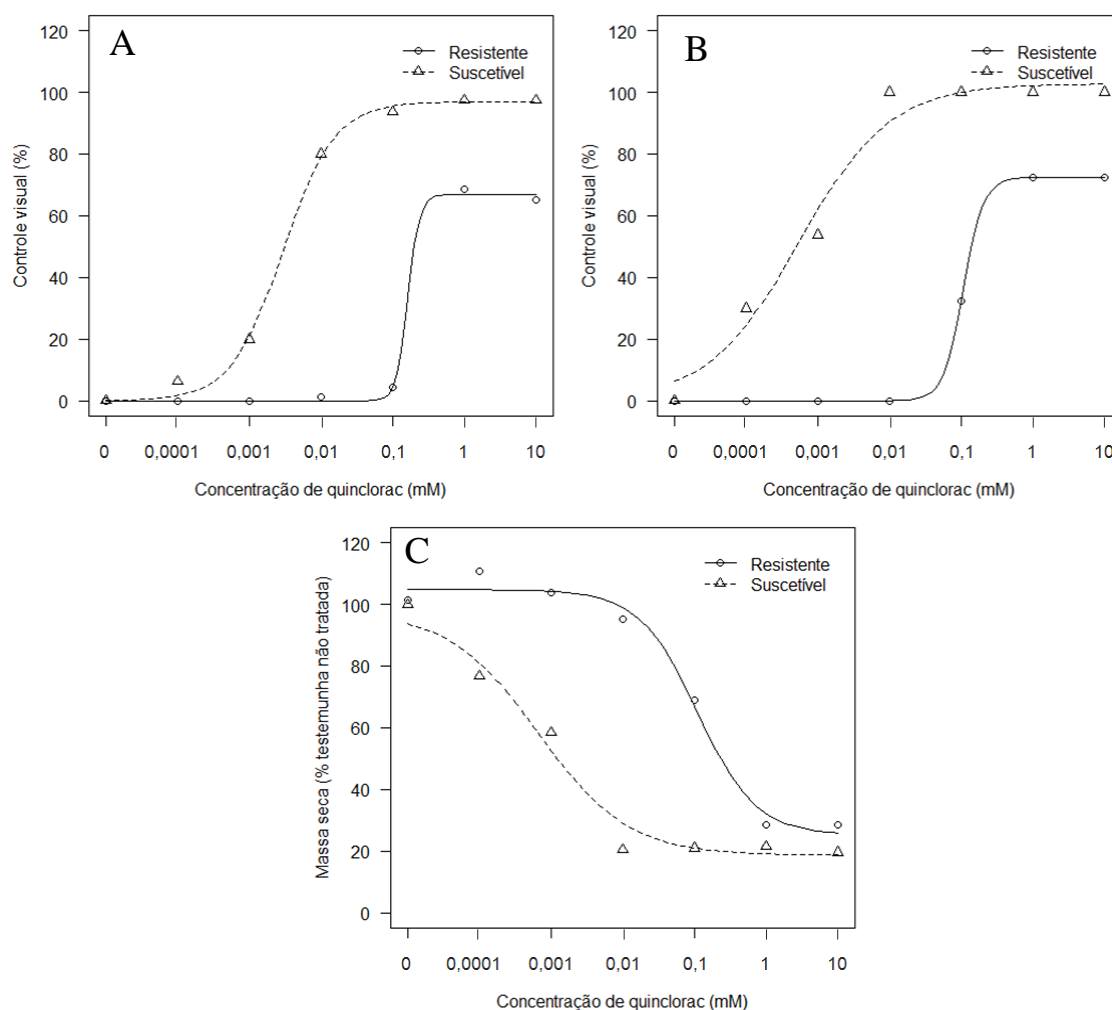 A
120
100
80
60
40
20
0
Controle visual (%)
Resistente
Suscetível
0 0,0001 0,001 0,01 0,1 1 10
Concentração de quinclorac (mM)
B
120
100
80
60
40
20
0
Controle visual (%)
Resistente
Suscetível
0 0,0001 0,001 0,01 0,1 1 10
Concentração de quinclorac (mM)
C
120
100
80
60
40
20
0
Massa seca (% testemunha não tratada)
Resistente
Suscetível
0 0,0001 0,001 0,01 0,1 1 10
Concentração de quinclorac (mM)